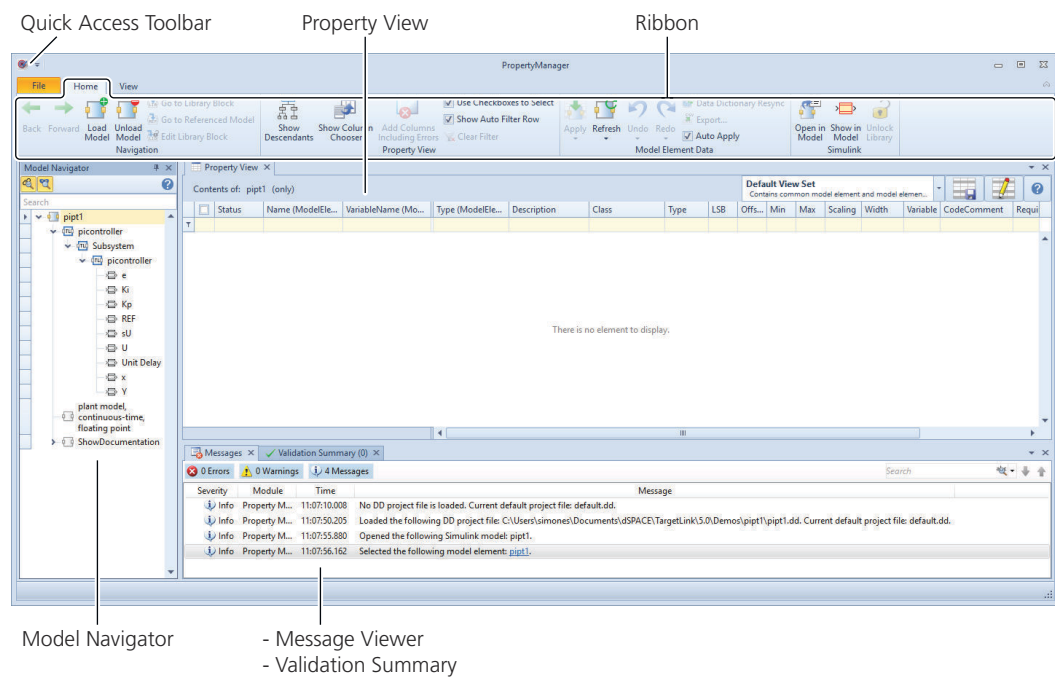 Quick Access Toolbar Property View Ribbon
PropertyManager
File Home View
Back Forward Load Model Unload Model Go to Library Block Go to Referenced Model Edit Library Block
Show Descendants Show Column Chooser Add Columns Including Errors Use Checkboxes to Select Show Auto Filter Row Clear Filter
Apply Refresh Undo Redo Data Dictionary Resync Export... Auto Apply
Open in Model Show in Model Unlock Library
Navigation Property View Model Element Data Simulink
Model Navigator
Search
pipt1
picontroller
Subsystem
picontroller
e
Ki
Kp
REF
sU
U
Unit Delay
x
Y
plant model,
continuous-time,
floating point
ShowDocumentation
Property View
Contents of: pipt1 (only)
Default View Set
Contains common model element and model elemen...
Status Name (ModelEle... VariableName (Mo... Type (ModelEle... Description Class Type LSB Offs... Min Max Scaling Width Variable CodeComment Requi
There is no element to display.
Messages Validation Summary (0)
0 Errors 0 Warnings 4 Messages Search
Severity Module Time Message
Info Property M... 11:07:10.008 No DD project file is loaded. Current default project file: default.dd.
Info Property M... 11:07:50.205 Loaded the following DD project file: C:\Users\simones\Documents\dSPACE\TargetLink\5.0\Demos\pipt1\pipt1.dd. Current default project file: default.dd.
Info Property M... 11:07:55.880 Opened the following Simulink model: pipt1.
Info Property M... 11:07:56.162 Selected the following model element: pipt1.
Model Navigator
- Message Viewer
- Validation Summary